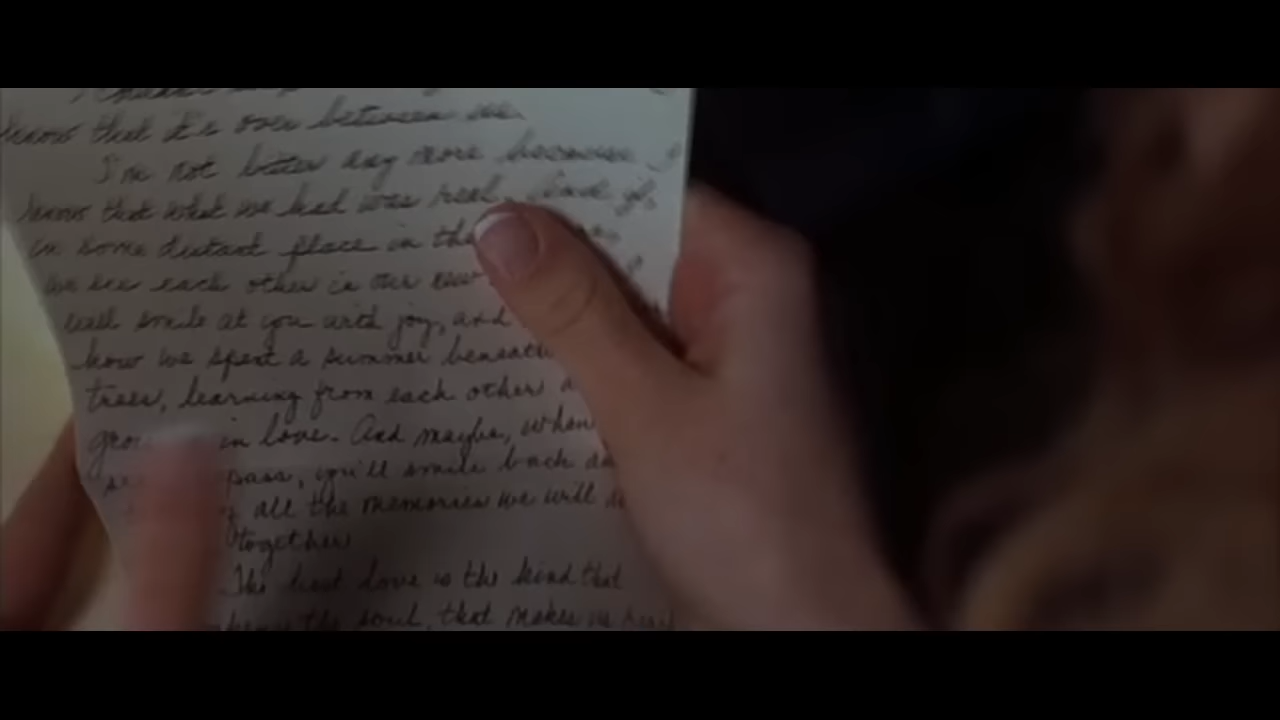 know that it's over between us.
I'm not bitter any more because I
know that what we had was real. And if,
in some distant place in the
we see each other in our new
will smile at you with joy, and
how we spent a summer beneath
trees, learning from each other a
grow in love. And maybe, when
pass, you'll smile back an
all the memories we will
together
The best love is the kind that
the soul, that makes us